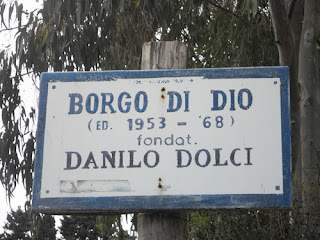 BORGO DI DIO
(ED. 1953 - '68)
fondat.
DANILO DOLCI